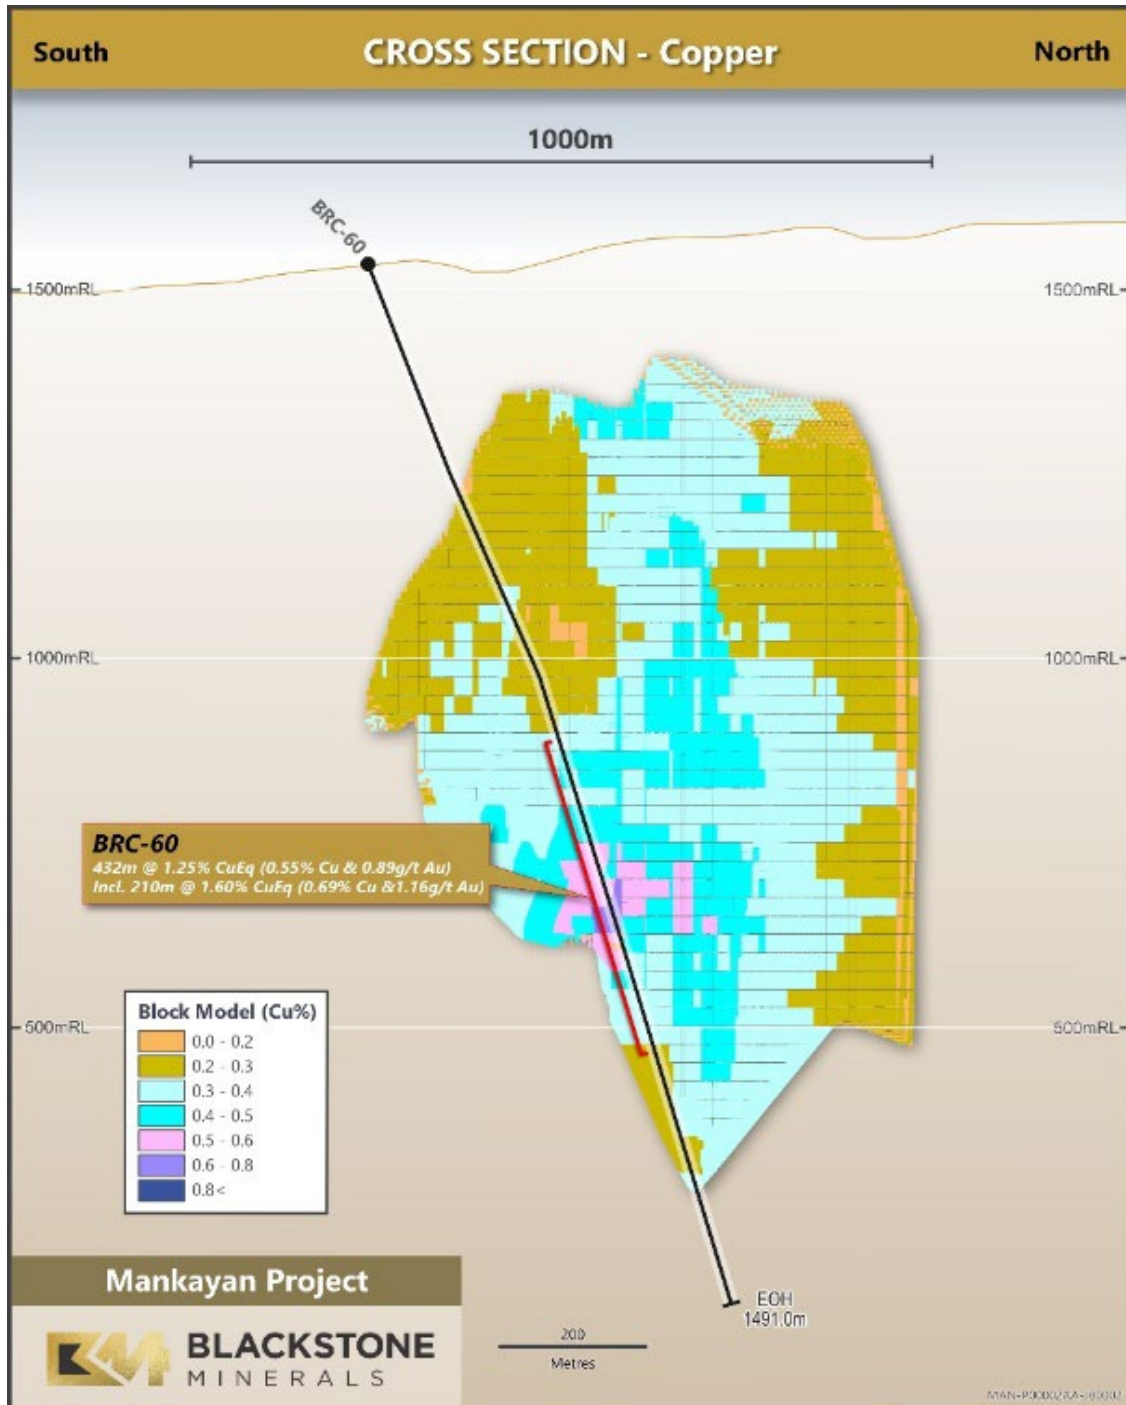 South
CROSS SECTION - Copper
North
1000m
BRC-60
1500mRL
1500mRL
1000mRL
1000mRL
BRC-60
432m @ 1.25% CuEq (0.55% Cu & 0.89g/t Au)
Incl. 210m @ 1.60% CuEq (0.69% Cu &1.16g/t Au)
500mRL
500mRL
Block Model (Cu%)
0.0 - 0.2
0.2 - 0.3
0.3 - 0.4
0.4 - 0.5
0.5 - 0.6
0.6 - 0.8
0.8<
Mankayan Project
BLACKSTONE
MINERALS
200
Metres
EOH
1491.0m